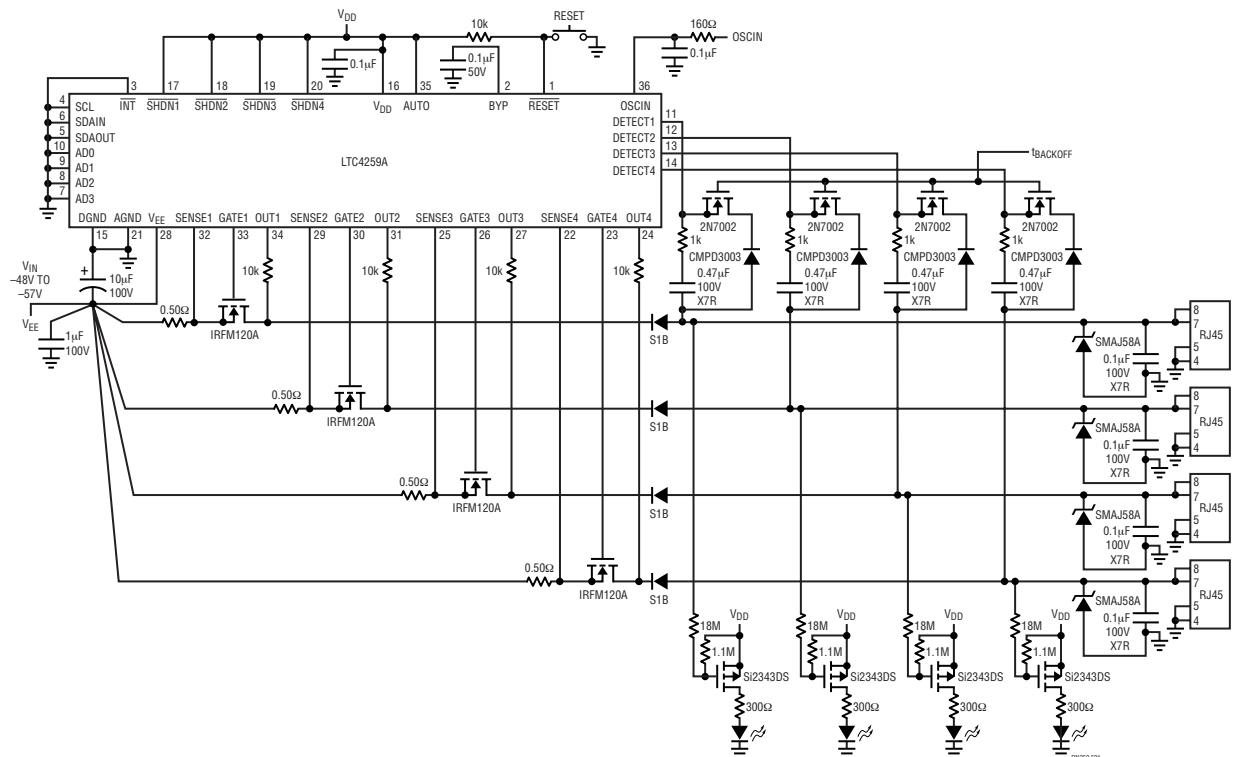 VDD
RESET
10k
160Ω
OSCIN
0.1µF
0.1µF
50V
0.1µF
3 17 18 19 20 16 35 2 1 36
INT SHDN1 SHDN2 SHDN3 SHDN4 VDD AUTO BYP RESET OSCIN
4 SCL
6 SDAIN
5 SDAOUT
10 AD0
9 AD1
8 AD2
7 AD3
LTC4259A
DETECT1 11
DETECT2 12
DETECT3 13
DETECT4 14
tBACKOFF
DGND AGND VEE SENSE1 GATE1 OUT1 SENSE2 GATE2 OUT2 SENSE3 GATE3 OUT3 SENSE4 GATE4 OUT4
15 21 28 32 33 34 29 30 31 25 26 27 22 23 24
2N7002 2N7002 2N7002 2N7002
1k 1k 1k 1k
CMPD3003 CMPD3003 CMPD3003 CMPD3003
0.47µF 0.47µF 0.47µF 0.47µF
100V 100V 100V 100V
X7R X7R X7R X7R
10k 10k 10k 10k
VIN
–48V TO
–57V
+
10µF
100V
VEE
1µF
100V
0.50Ω
IRFM120A
S1B
SMAJ58A
0.1µF
100V
X7R
8
7
5
4
RJ45
0.50Ω
IRFM120A
S1B
SMAJ58A
0.1µF
100V
X7R
8
7
5
4
RJ45
0.50Ω
IRFM120A
S1B
SMAJ58A
0.1µF
100V
X7R
8
7
5
4
RJ45
0.50Ω
IRFM120A
S1B
SMAJ58A
0.1µF
100V
X7R
8
7
5
4
RJ45
18M VDD 18M VDD 18M VDD 18M VDD
1.1M 1.1M 1.1M 1.1M
Si2343DS Si2343DS Si2343DS Si2343DS
300Ω 300Ω 300Ω 300Ω